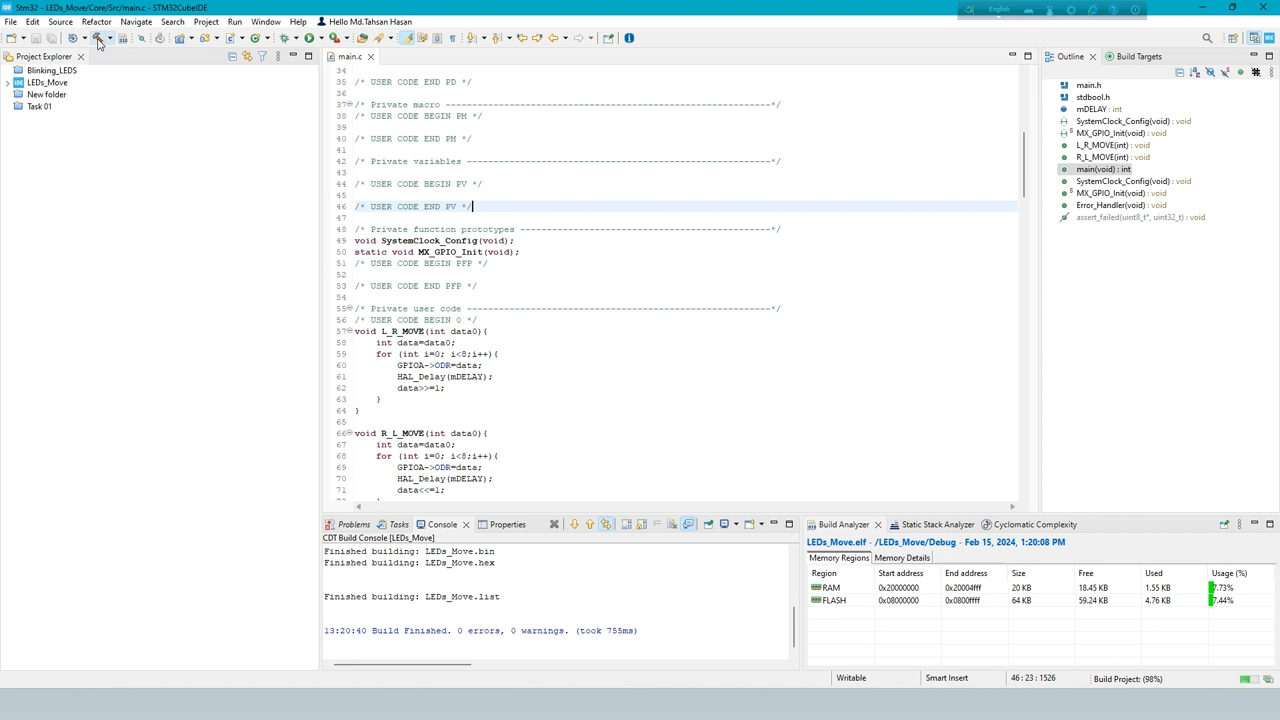 Stm32 - LEDs_Move/Core/Src/main.c - STM32CubeIDE
English
File Edit Source Refactor Navigate Search Project Run Window Help Hello Md.Tahsan Hasan
Project Explorer
Blinking_LEDS
LEDs_Move
New folder
Task 01
main.c
34
35 /* USER CODE END PD */
36
37 /* Private macro -------------------------------------------------------------*/
38 /* USER CODE BEGIN PM */
39
40 /* USER CODE END PM */
41
42 /* Private variables ---------------------------------------------------------*/
43
44 /* USER CODE BEGIN PV */
45
46 /* USER CODE END PV */
47
48 /* Private function prototypes -----------------------------------------------*/
49 void SystemClock_Config(void);
50 static void MX_GPIO_Init(void);
51 /* USER CODE BEGIN PFP */
52
53 /* USER CODE END PFP */
54
55 /* Private user code ---------------------------------------------------------*/
56 /* USER CODE BEGIN 0 */
57 void L_R_MOVE(int data0){
58 int data=data0;
59 for (int i=0; i<8;i++){
60 GPIOA->ODR=data;
61 HAL_Delay(mDELAY);
62 data>>=1;
63 }
64 }
65
66 void R_L_MOVE(int data0){
67 int data=data0;
68 for (int i=0; i<8;i++){
69 GPIOA->ODR=data;
70 HAL_Delay(mDELAY);
71 data<<=1;
Outline Build Targets
main.h
stdbool.h
mDELAY : int
SystemClock_Config(void) : void
MX_GPIO_Init(void) : void
L_R_MOVE(int) : void
R_L_MOVE(int) : void
main(void) : int
SystemClock_Config(void) : void
MX_GPIO_Init(void) : void
Error_Handler(void) : void
assert_failed(uint8_t*, uint32_t) : void
Problems Tasks Console Properties
CDT Build Console [LEDs_Move]
Finished building: LEDs_Move.bin
Finished building: LEDs_Move.hex
Finished building: LEDs_Move.list
13:20:40 Build Finished. 0 errors, 0 warnings. (took 755ms)
Build Analyzer Static Stack Analyzer Cyclomatic Complexity
LEDs_Move.elf - /LEDs_Move/Debug - Feb 15, 2024, 1:20:08 PM
Memory Regions Memory Details
Region Start address End address Size Free Used Usage (%)
RAM 0x20000000 0x20004fff 20 KB 18.45 KB 1.55 KB 7.73%
FLASH 0x08000000 0x0800ffff 64 KB 59.24 KB 4.76 KB 7.44%
Writable Smart Insert 46 : 23 : 1526 Build Project: (98%)